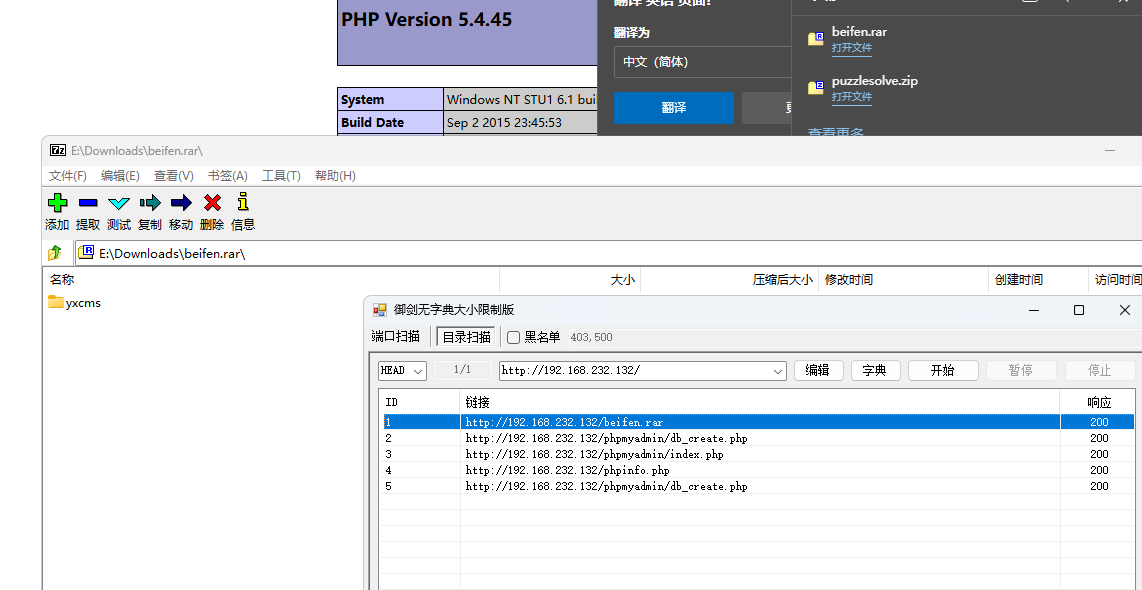 PHP Version 5.4.45
System Windows NT STU1 6.1 bui
Build Date Sep 2 2015 23:45:53
翻译 英语 页面?
翻译为
中文（简体）
翻译
beifen.rar
打开文件
puzzlesolve.zip
打开文件
查看更多
E:\Downloads\beifen.rar\
文件(F) 编辑(E) 查看(V) 书签(A) 工具(T) 帮助(H)
添加 提取 测试 复制 移动 删除 信息
E:\Downloads\beifen.rar\
名称 大小 压缩后大小 修改时间 创建时间 访问时间
yxcms
御剑无字典大小限制版
端口扫描 目录扫描 黑名单 403,500
HEAD 1/1 http://192.168.232.132/ 编辑 字典 开始 暂停 停止
ID 链接 响应
1 http://192.168.232.132/beifen.rar 200
2 http://192.168.232.132/phpmyadmin/db_create.php 200
3 http://192.168.232.132/phpmyadmin/index.php 200
4 http://192.168.232.132/phpinfo.php 200
5 http://192.168.232.132/phpmyadmin/db_create.php 200